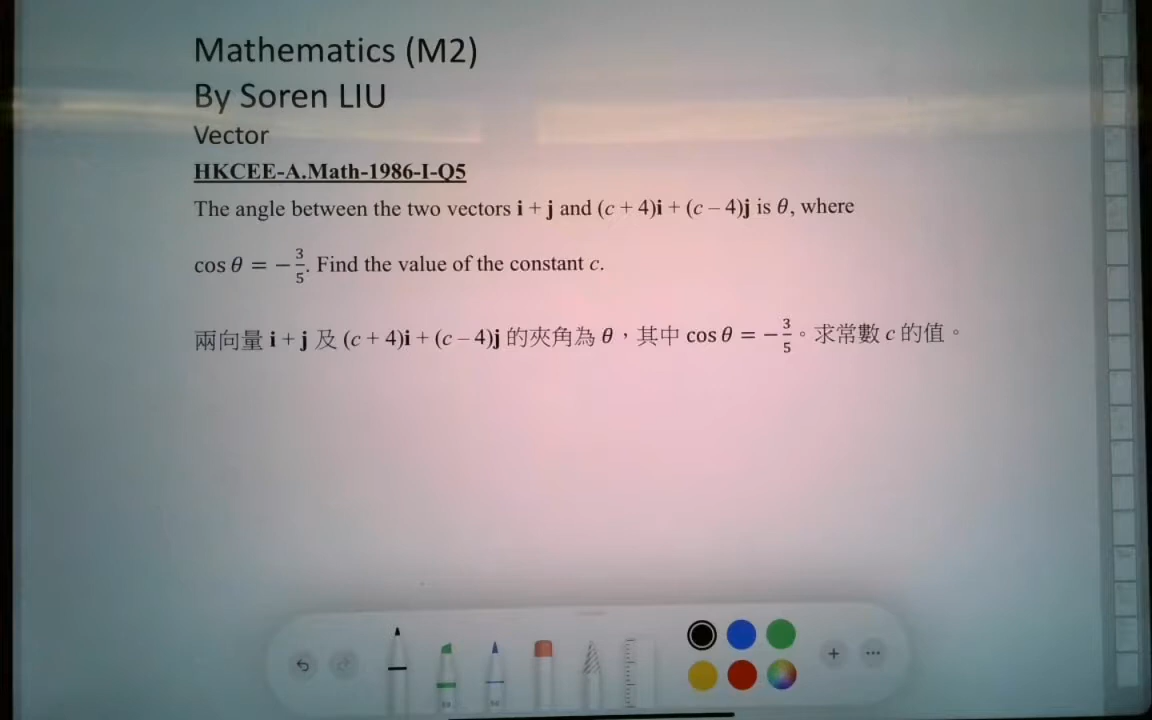 Mathematics (M2)
By Soren LIU
Vector
HKCEE-A.Math-1986-I-Q5
The angle between the two vectors i + j and (c + 4)i + (c – 4)j is θ, where
cos θ = −3/5. Find the value of the constant c.
兩向量 i + j 及 (c + 4)i + (c – 4)j 的夾角為 θ，其中 cos θ = −3/5。求常數 c 的值。